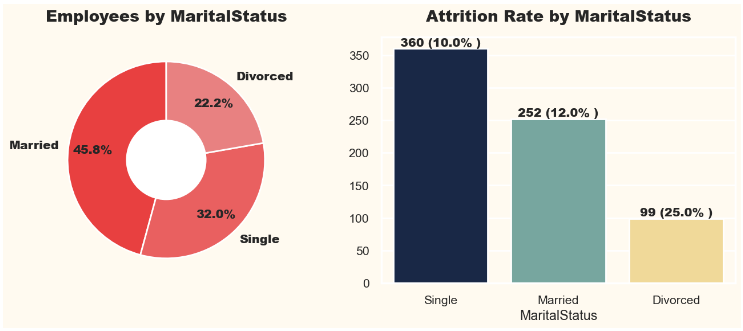 Employees by MaritalStatus
Divorced
22.2%
Married
45.8%
32.0%
Single
Attrition Rate by MaritalStatus
360 (10.0% )
252 (12.0% )
99 (25.0% )
350
300
250
200
150
100
50
0
Single
Married
Divorced
MaritalStatus